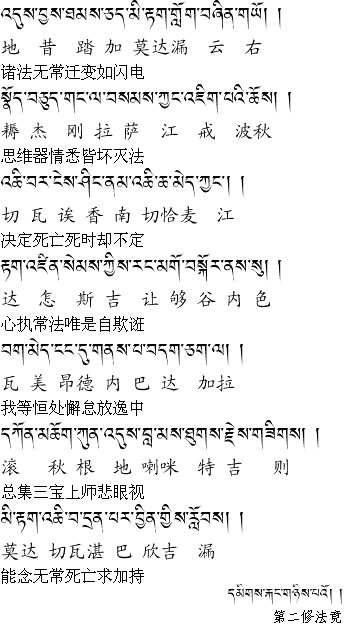 འདུས་བྱས་ཐམས་ཅད་མི་རྟག་གློག་བཞིན་གཡོ། །
地 昔 踏 加 莫达漏 云 右
诸法无常迁变如闪电
སྣོད་བཅུད་གང་ལ་བསམས་ཀྱང་འཇིག་པའི་ཆོས། །
耨 杰 刚 拉 萨 江 戒 波秋
思维器情悉皆坏灭法
འཆི་བར་ངེས་ཤིང་ནམ་འཆི་ཆ་མེད་ཀྱང་། །
切 瓦 诶 香 南 切恰麦 江
决定死亡死时却不定
རྟག་འཛིན་སེམས་ཀྱིས་རང་མགོ་བསྐོར་ནས་སུ། །
达 怎 斯 吉 让 够 谷 内 色
心执常法唯是自欺诳
བག་མེད་ངང་དུ་གནས་པ་བདག་ཅག་ལ། །
瓦 美 昂德 内 巴 达 加拉
我等恒处懈怠放逸中
དཀོན་མཆོག་ཀུན་འདུས་བླ་མས་ཐུགས་རྗེས་གཟིགས། །
滚 秋 根 地 喇咪 特 吉 则
总集三宝上师悲眼视
མི་རྟག་འཆི་བ་དྲན་པར་བྱིན་གྱིས་རློབས། །
莫达 切瓦湛 巴 欣吉 漏
能念无常死亡求加持
དམིགས་རྐང་གཉིས་པའོ། །
第二修法竟